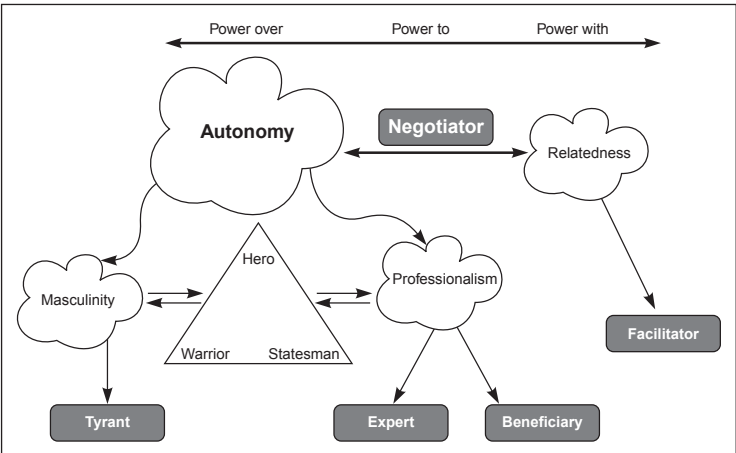 Power over Power to Power with
Autonomy
Negotiator
Relatedness
Hero
Masculinity
Professionalism
Warrior Statesman
Facilitator
Tyrant
Expert
Beneficiary